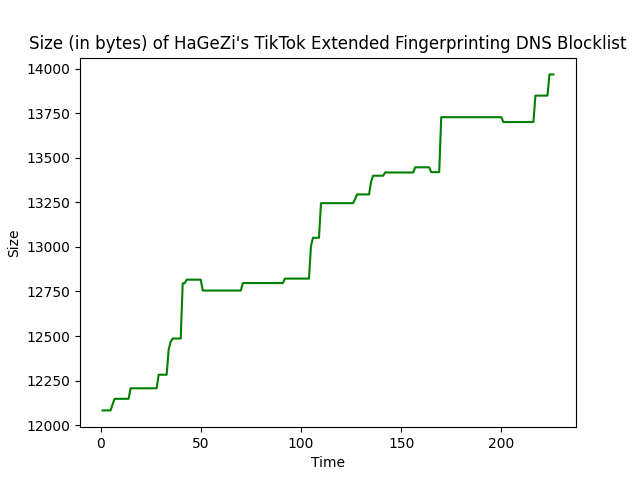 Size (in bytes) of HaGeZi's TikTok Extended Fingerprinting DNS Blocklist
14000
13750
13500
13250
13000
12750
12500
12250
12000
Size
0 50 100 150 200
Time